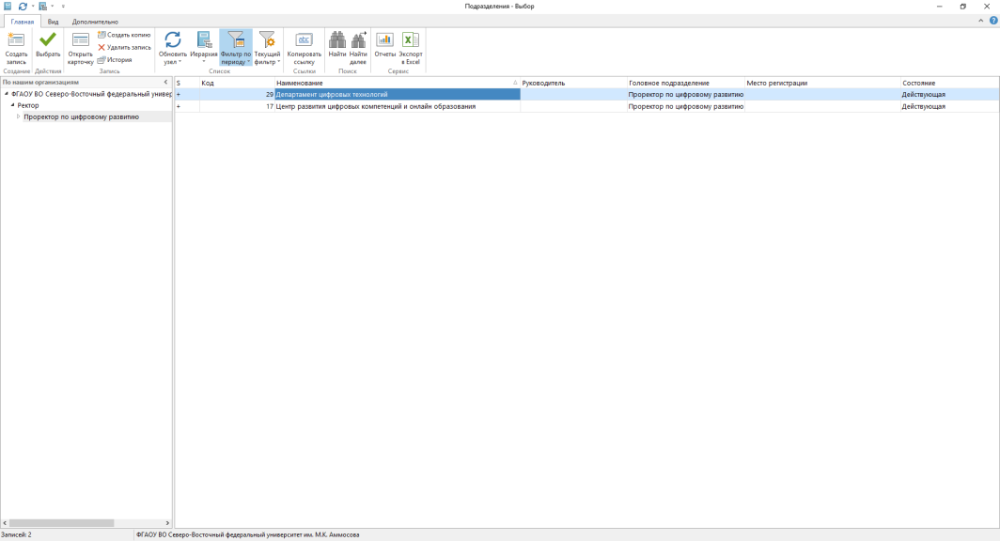 Подразделения - Выбор
Главная Вид Дополнительно
Создать запись
Выбрать
Открыть карточку
Создать копию
Удалить запись
История
Обновить узел
Иерархия
Фильтр по периоду
Текущий фильтр
Копировать ссылку
Найти
Найти далее
Отчеты
Экспорт в Excel
Создание Действия Запись Список Ссылки Поиск Сервис
По нашим организациям
ФГАОУ ВО Северо-Восточный федеральный универ
Ректор
Проректор по цифровому развитию
S Код Наименование Руководитель Головное подразделение Место регистрации Состояние
+ 29 Департамент цифровых технологий Проректор по цифровому развитию Действующая
+ 17 Центр развития цифровых компетенций и онлайн образования Проректор по цифровому развитию Действующая
Записей: 2 ФГАОУ ВО Северо-Восточный федеральный университет им. М.К. Аммосова